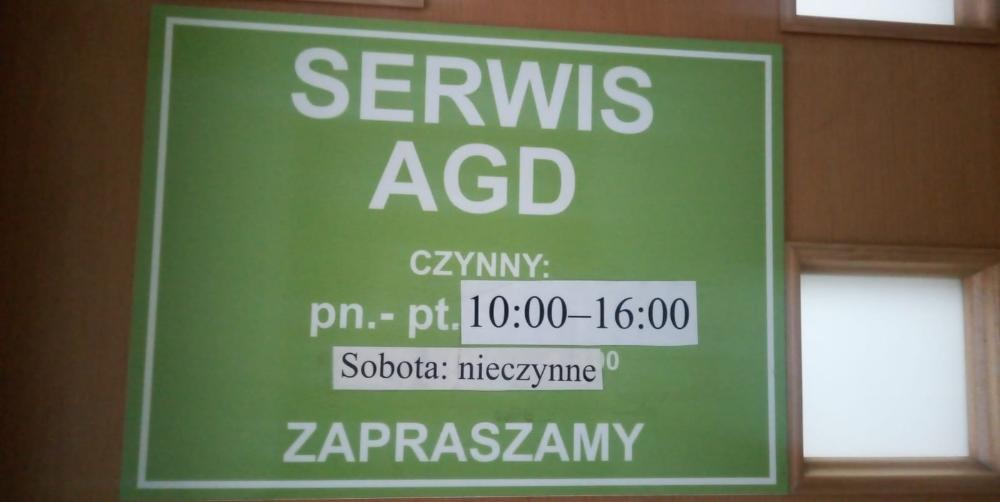 SERWIS
AGD
CZYNNY:
pn.- pt. 10:00–16:00
Sobota: nieczynne
ZAPRASZAMY